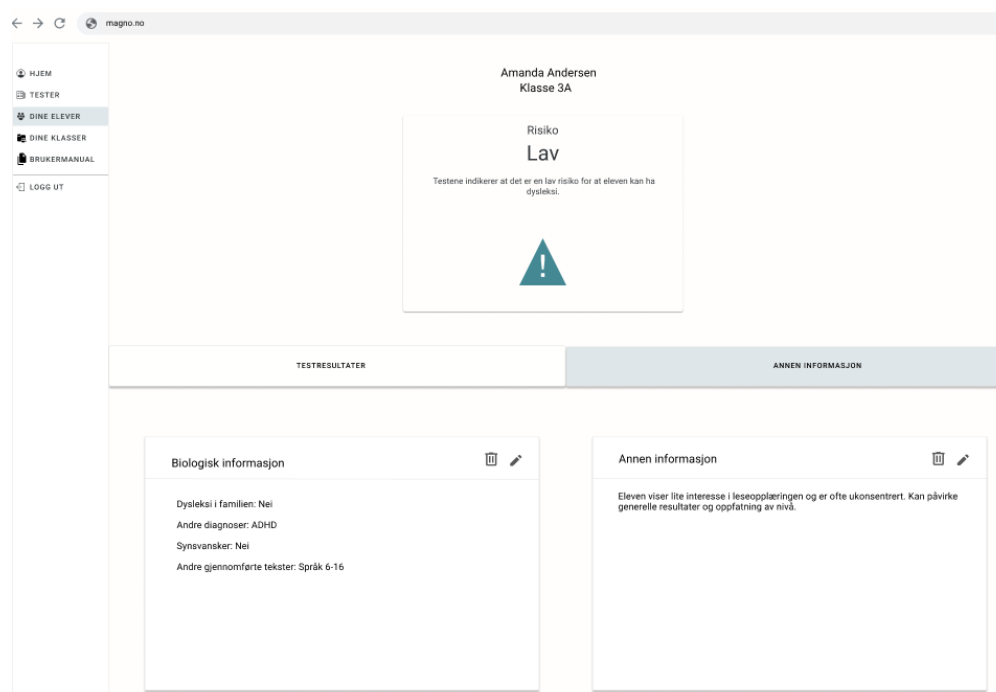 magno.no
HJEM
TESTER
DINE ELEVER
DINE KLASSER
BRUKERMANUAL
LOGG UT
Amanda Andersen
Klasse 3A
Risiko
Lav
Testene indikerer at det er en lav risiko for at eleven kan ha
dysleksi.
!
TESTRESULTATER
ANNEN INFORMASJON
Biologisk informasjon
Dysleksi i familien: Nei
Andre diagnoser: ADHD
Synsvansker: Nei
Andre gjennomførte tekster: Språk 6-16
Annen informasjon
Eleven viser lite interesse i leseopplæringen og er ofte ukonsentrert. Kan påvirke
generelle resultater og oppfatning av nivå.